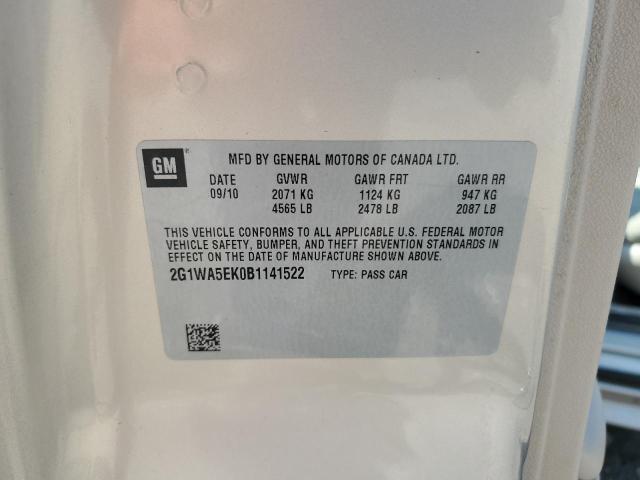 GM MFD BY GENERAL MOTORS OF CANADA LTD.
DATE GVWR GAWR FRT GAWR RR
09/10 2071 KG 1124 KG 947 KG
4565 LB 2478 LB 2087 LB
THIS VEHICLE CONFORMS TO ALL APPLICABLE U.S. FEDERAL MOTOR
VEHICLE SAFETY, BUMPER, AND THEFT PREVENTION STANDARDS IN
EFFECT ON THE DATE OF MANUFACTURE SHOWN ABOVE.
2G1WA5EK0B1141522 TYPE: PASS CAR